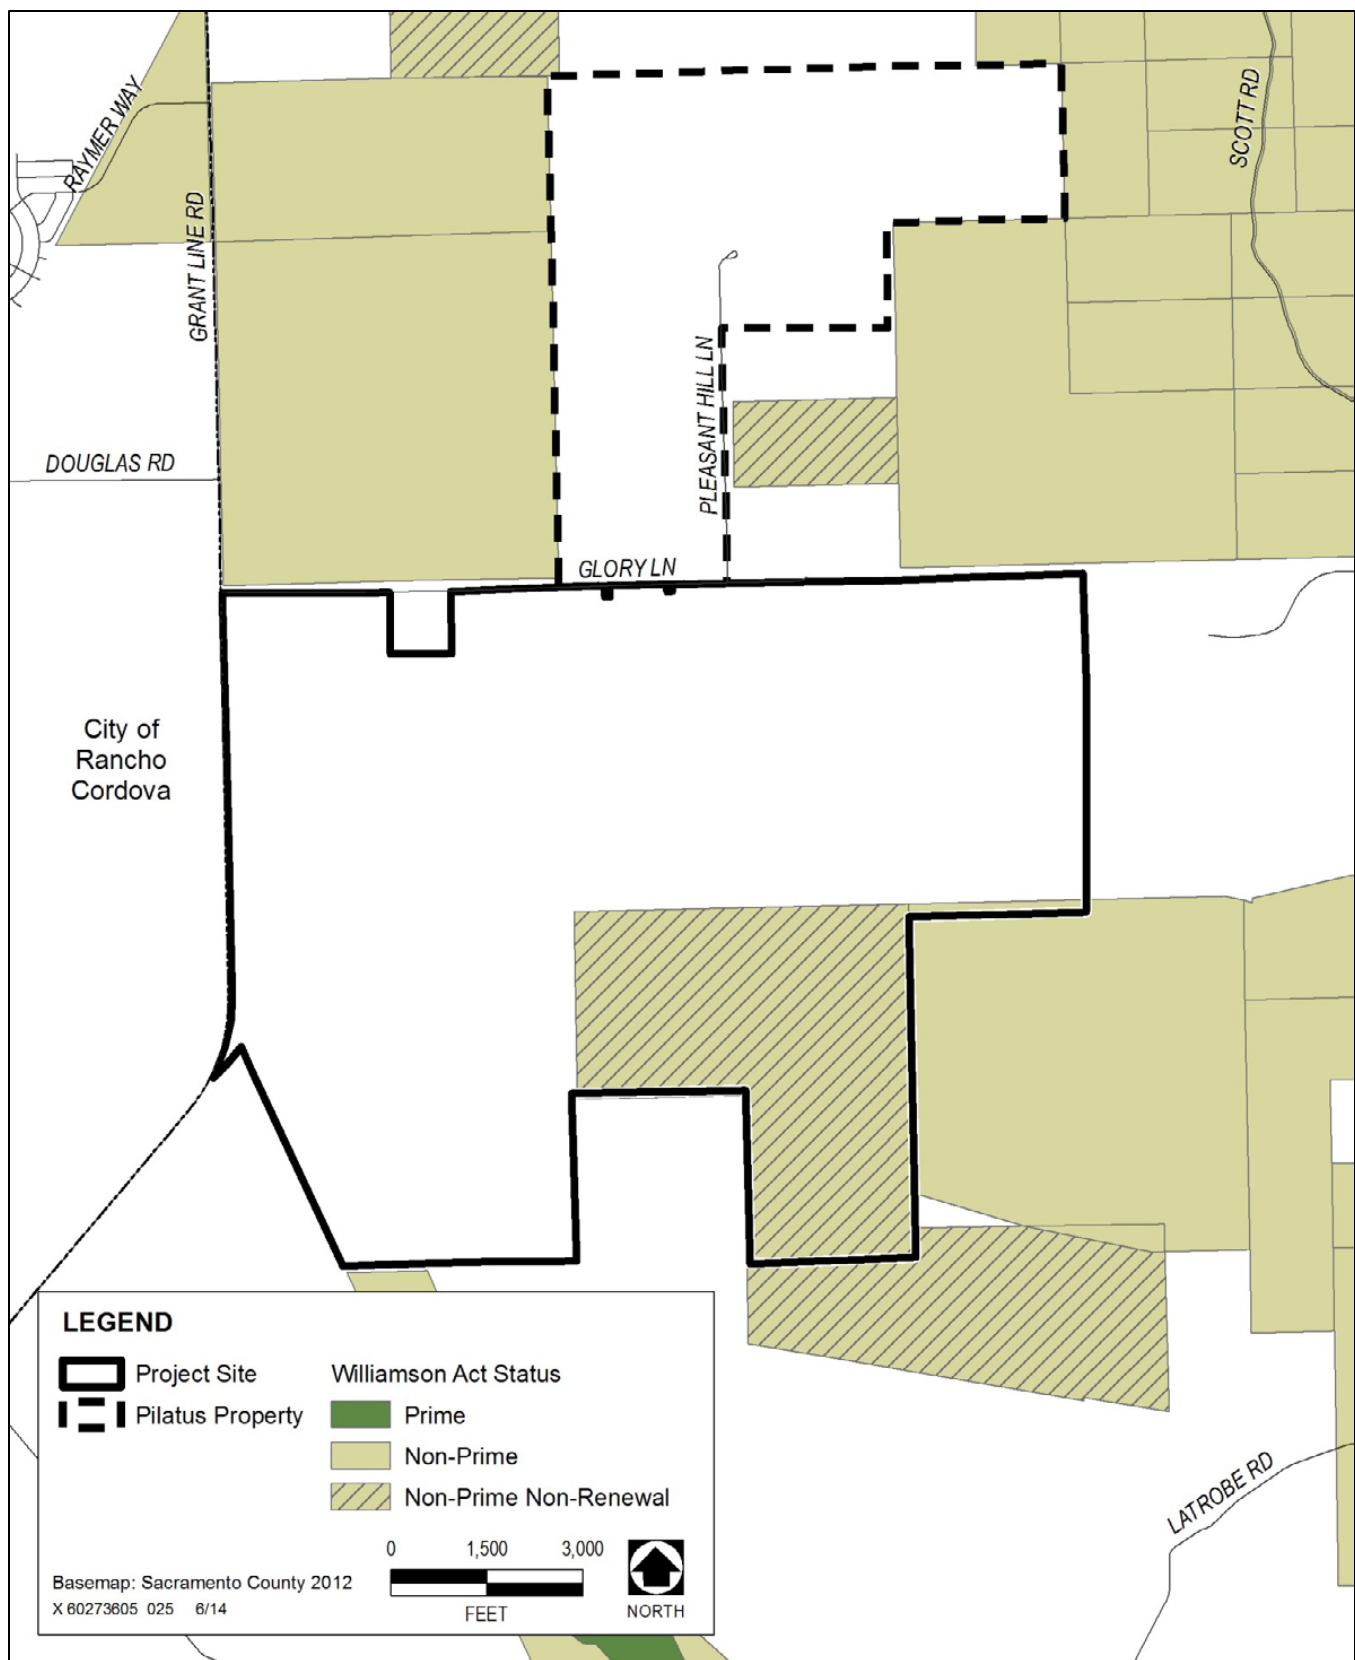 RAYMER WAY
SCOTT RD
GRANT LINE RD
PLEASANT HILL LN
DOUGLAS RD
GLORY LN
City of
Rancho
Cordova
LEGEND
Project Site
Pilatus Property
Williamson Act Status
Prime
Non-Prime
Non-Prime Non-Renewal
0 1,500 3,000
FEET
NORTH
Basemap: Sacramento County 2012
X 60273605 025 6/14
LATROBE RD